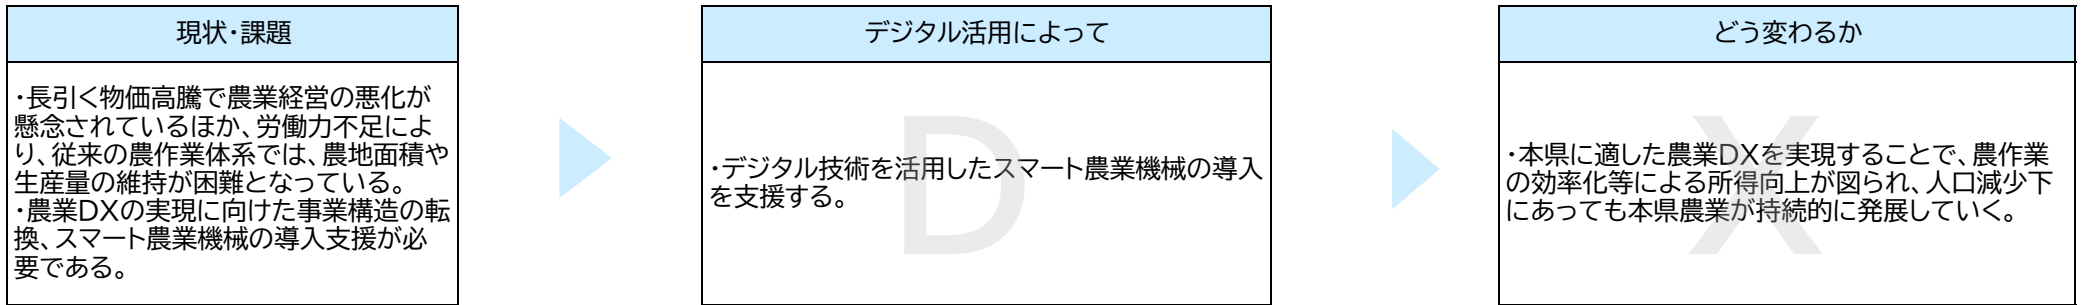 現状・課題
・長引く物価高騰で農業経営の悪化が
懸念されているほか、労働力不足によ
り、従来の農作業体系では、農地面積や
生産量の維持が困難となっている。
・農業DXの実現に向けた事業構造の転
換、スマート農業機械の導入支援が必
要である。
デジタル活用によって
D
・デジタル技術を活用したスマート農業機械の導入
を支援する。
どう変わるか
X
・本県に適した農業DXを実現することで、農作業
の効率化等による所得向上が図られ、人口減少下
にあっても本県農業が持続的に発展していく。